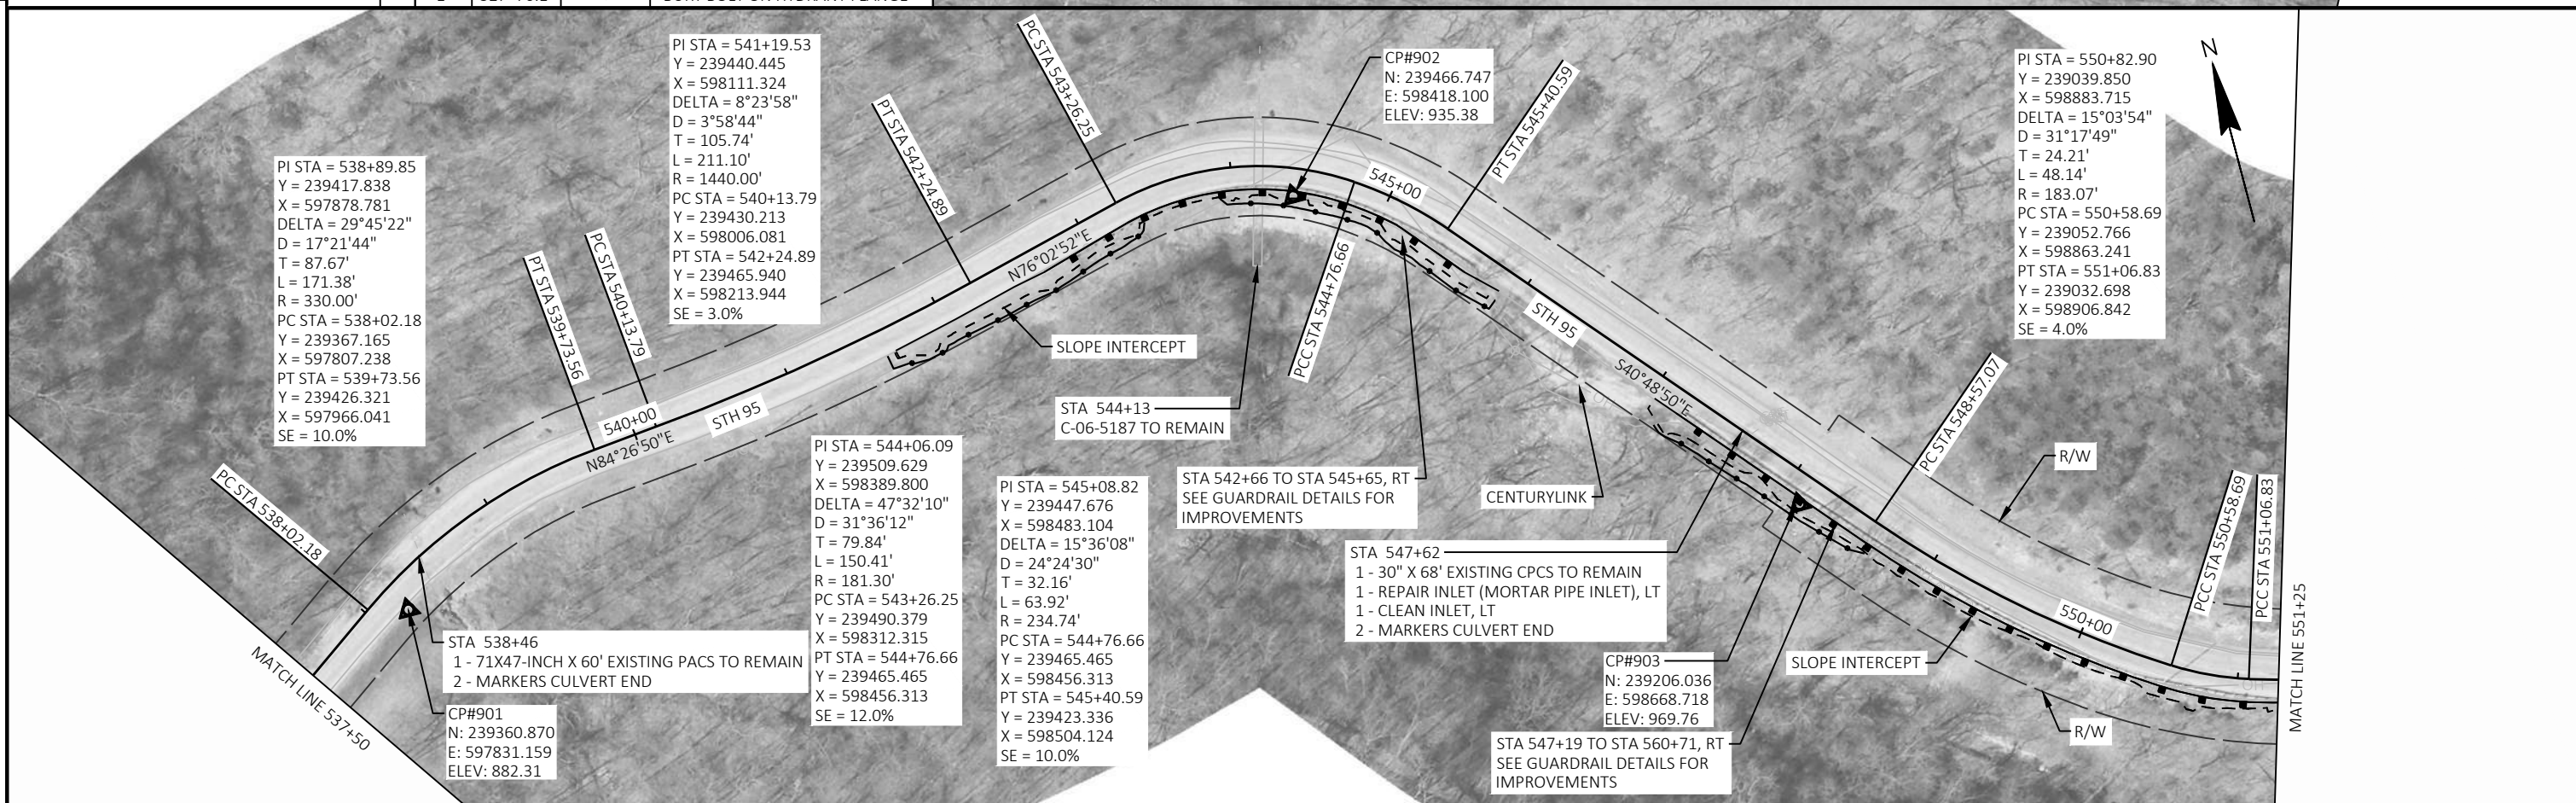 PI STA = 538+89.85
Y = 239417.838
X = 597878.781
DELTA = 29°45'22"
D = 17°21'44"
T = 87.67'
L = 171.38'
R = 330.00'
PC STA = 538+02.18
Y = 239367.165
X = 597807.238
PT STA = 539+73.56
Y = 239426.321
X = 597966.041
SE = 10.0%
PI STA = 541+19.53
Y = 239440.445
X = 598111.324
DELTA = 8°23'58"
D = 3°58'44"
T = 105.74'
L = 211.10'
R = 1440.00'
PC STA = 540+13.79
Y = 239430.213
X = 598006.081
PT STA = 542+24.89
Y = 239465.940
X = 598213.944
SE = 3.0%
PC STA 538+02.18
PT STA 539+73.56
PC STA 540+13.79
PT STA 542+24.89
PC STA 543+26.25
CP#902
N: 239466.747
E: 598418.100
ELEV: 935.38
PT STA 545+40.59
N
PI STA = 550+82.90
Y = 239039.850
X = 598883.715
DELTA = 15°03'54"
D = 31°17'49"
T = 24.21'
L = 48.14'
R = 183.07'
PC STA = 550+58.69
Y = 239052.766
X = 598863.241
PT STA = 551+06.83
Y = 239032.698
X = 598906.842
SE = 4.0%
540+00
N84°26'50"E
STH 95
N76°02'52"E
545+00
SLOPE INTERCEPT
PCC STA 544+76.66
STH 95
S40°48'50"E
STA 544+13
C-06-5187 TO REMAIN
PC STA 548+57.07
R/W
PCC STA 550+58.69
PCC STA 551+06.83
MATCH LINE 551+25
550+00
PI STA = 544+06.09
Y = 239509.629
X = 598389.800
DELTA = 47°32'10"
D = 31°36'12"
T = 79.84'
L = 150.41'
R = 181.30'
PC STA = 543+26.25
Y = 239490.379
X = 598312.315
PT STA = 544+76.66
Y = 239465.465
X = 598456.313
SE = 12.0%
PI STA = 545+08.82
Y = 239447.676
X = 598483.104
DELTA = 15°36'08"
D = 24°24'30"
T = 32.16'
L = 63.92'
R = 234.74'
PC STA = 544+76.66
Y = 239465.465
X = 598456.313
PT STA = 545+40.59
Y = 239423.336
X = 598504.124
SE = 10.0%
STA 542+66 TO STA 545+65, RT
SEE GUARDRAIL DETAILS FOR
IMPROVEMENTS
CENTURYLINK
STA 547+62
1 - 30" X 68' EXISTING CPCS TO REMAIN
1 - REPAIR INLET (MORTAR PIPE INLET), LT
1 - CLEAN INLET, LT
2 - MARKERS CULVERT END
CP#903
N: 239206.036
E: 598668.718
ELEV: 969.76
SLOPE INTERCEPT
R/W
STA 547+19 TO STA 560+71, RT
SEE GUARDRAIL DETAILS FOR
IMPROVEMENTS
STA 538+46
1 - 71X47-INCH X 60' EXISTING PACS TO REMAIN
2 - MARKERS CULVERT END
MATCH LINE 537+50
CP#901
N: 239360.870
E: 597831.159
ELEV: 882.31